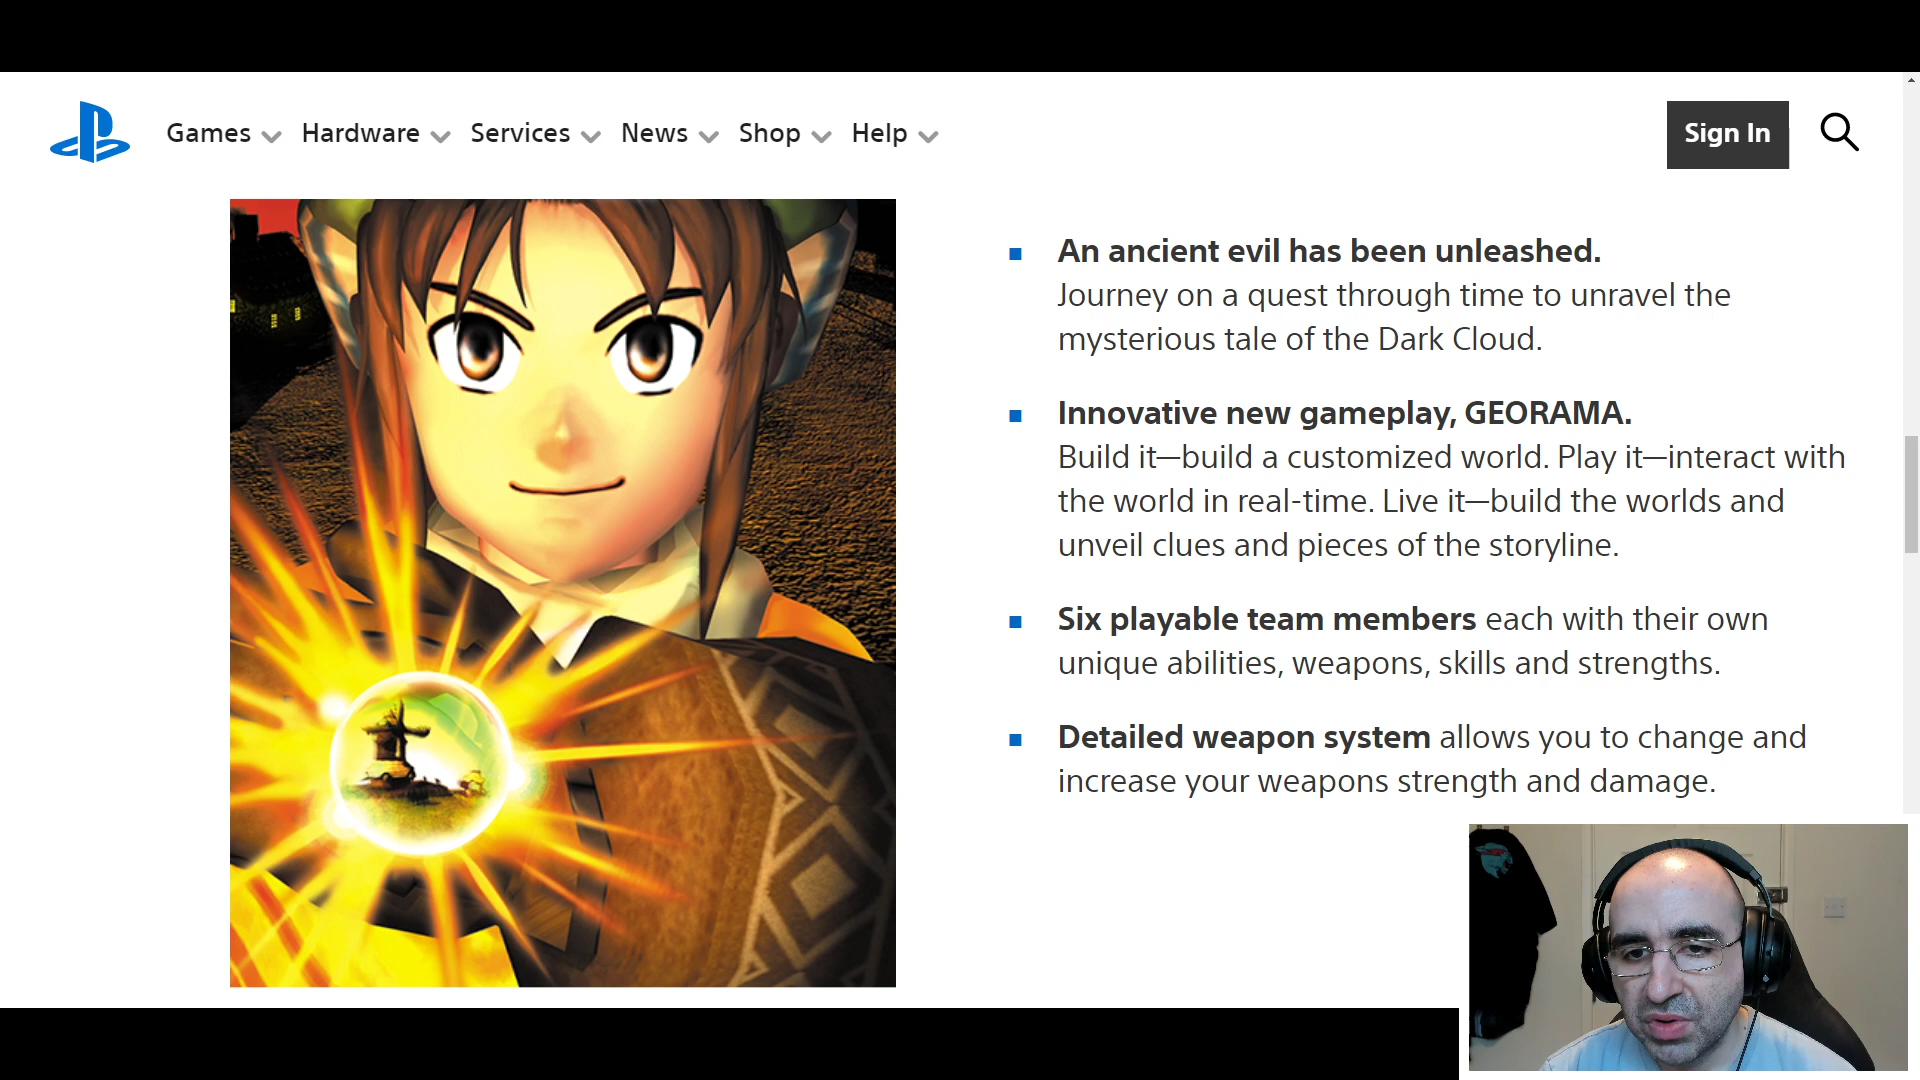 Games Hardware Services News Shop Help Sign In
An ancient evil has been unleashed.
Journey on a quest through time to unravel the
mysterious tale of the Dark Cloud.
Innovative new gameplay, GEORAMA.
Build it—build a customized world. Play it—interact with
the world in real-time. Live it—build the worlds and
unveil clues and pieces of the storyline.
Six playable team members each with their own
unique abilities, weapons, skills and strengths.
Detailed weapon system allows you to change and
increase your weapons strength and damage.